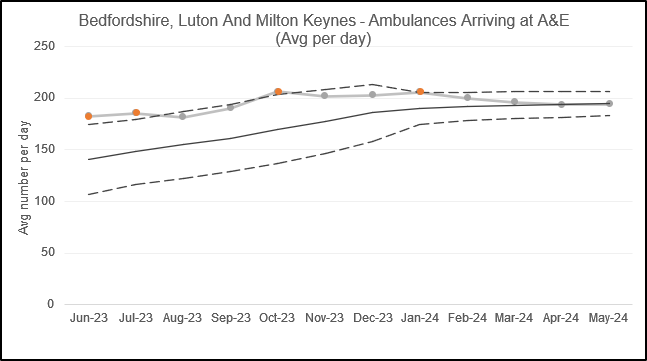 Bedfordshire, Luton And Milton Keynes - Ambulances Arriving at A&E
(Avg per day)
250
200
150
100
50
0
Avg number per day
Jun-23 Jul-23 Aug-23 Sep-23 Oct-23 Nov-23 Dec-23 Jan-24 Feb-24 Mar-24 Apr-24 May-24